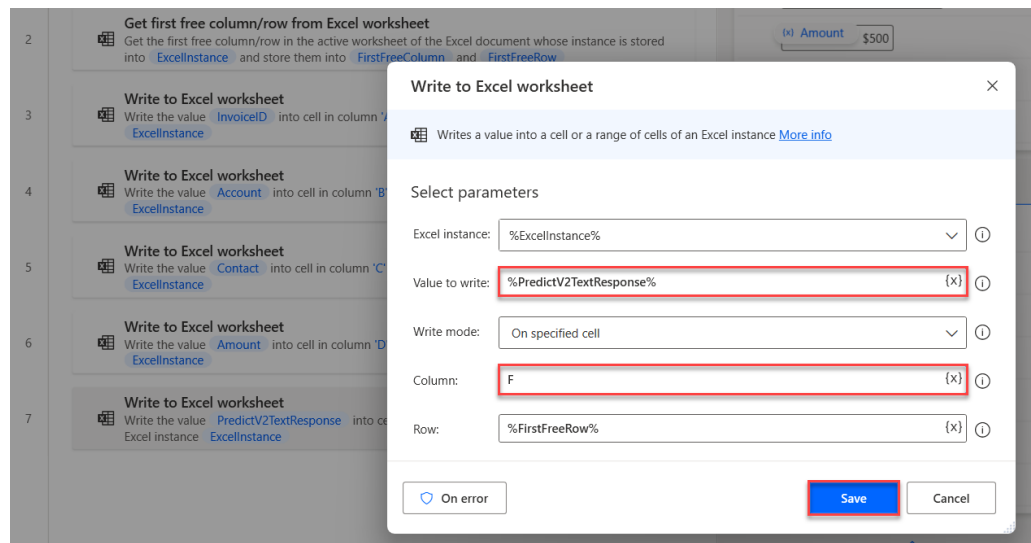 2
Get first free column/row from Excel worksheet
Get the first free column/row in the active worksheet of the Excel document whose instance is stored
into ExcelInstance and store them into FirstFreeColumn and FirstFreeRow
3
Write to Excel worksheet
Write the value InvoiceID into cell in column
ExcelInstance
4
Write to Excel worksheet
Write the value Account into cell in column 'B'
ExcelInstance
5
Write to Excel worksheet
Write the value Contact into cell in column 'C'
ExcelInstance
6
Write to Excel worksheet
Write the value Amount into cell in column 'D'
ExcelInstance
7
Write to Excel worksheet
Write the value PredictV2TextResponse into
Excel instance ExcelInstance
(x) Amount $500
Write to Excel worksheet
Writes a value into a cell or a range of cells of an Excel instance More info
Select parameters
Excel instance: %ExcelInstance%
Value to write: %PredictV2TextResponse% {x}
Write mode: On specified cell
Column: F {x}
Row: %FirstFreeRow% {x}
On error
Save
Cancel